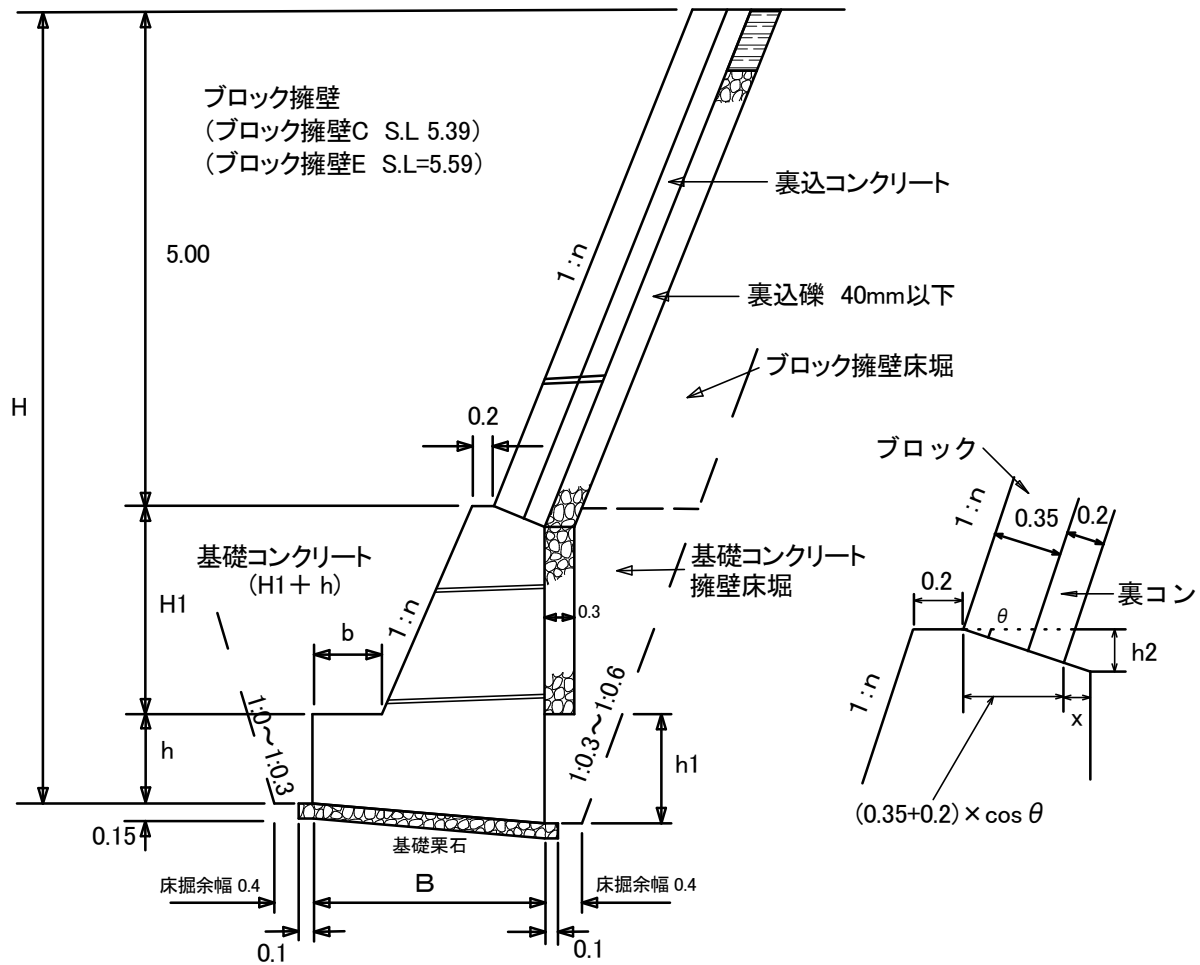 ブロック擁壁
(ブロック擁壁C S.L 5.39)
(ブロック擁壁E S.L=5.59)
裏込コンクリート
5.00
1:n
裏込礫 40mm以下
ブロック擁壁床堀
H
0.2
ブロック
1:n
0.35
0.2
基礎コンクリート
(H1+ h)
基礎コンクリート
擁壁床堀
0.2
θ
裏コン
H1
1:n
0.3
b
h2
1:n
x
1:0~1:0.3
1:0.3~1:0.6
h
h1
(0.35+0.2)×cosθ
0.15
基礎栗石
床掘余幅 0.4
B
床掘余幅 0.4
0.1
0.1